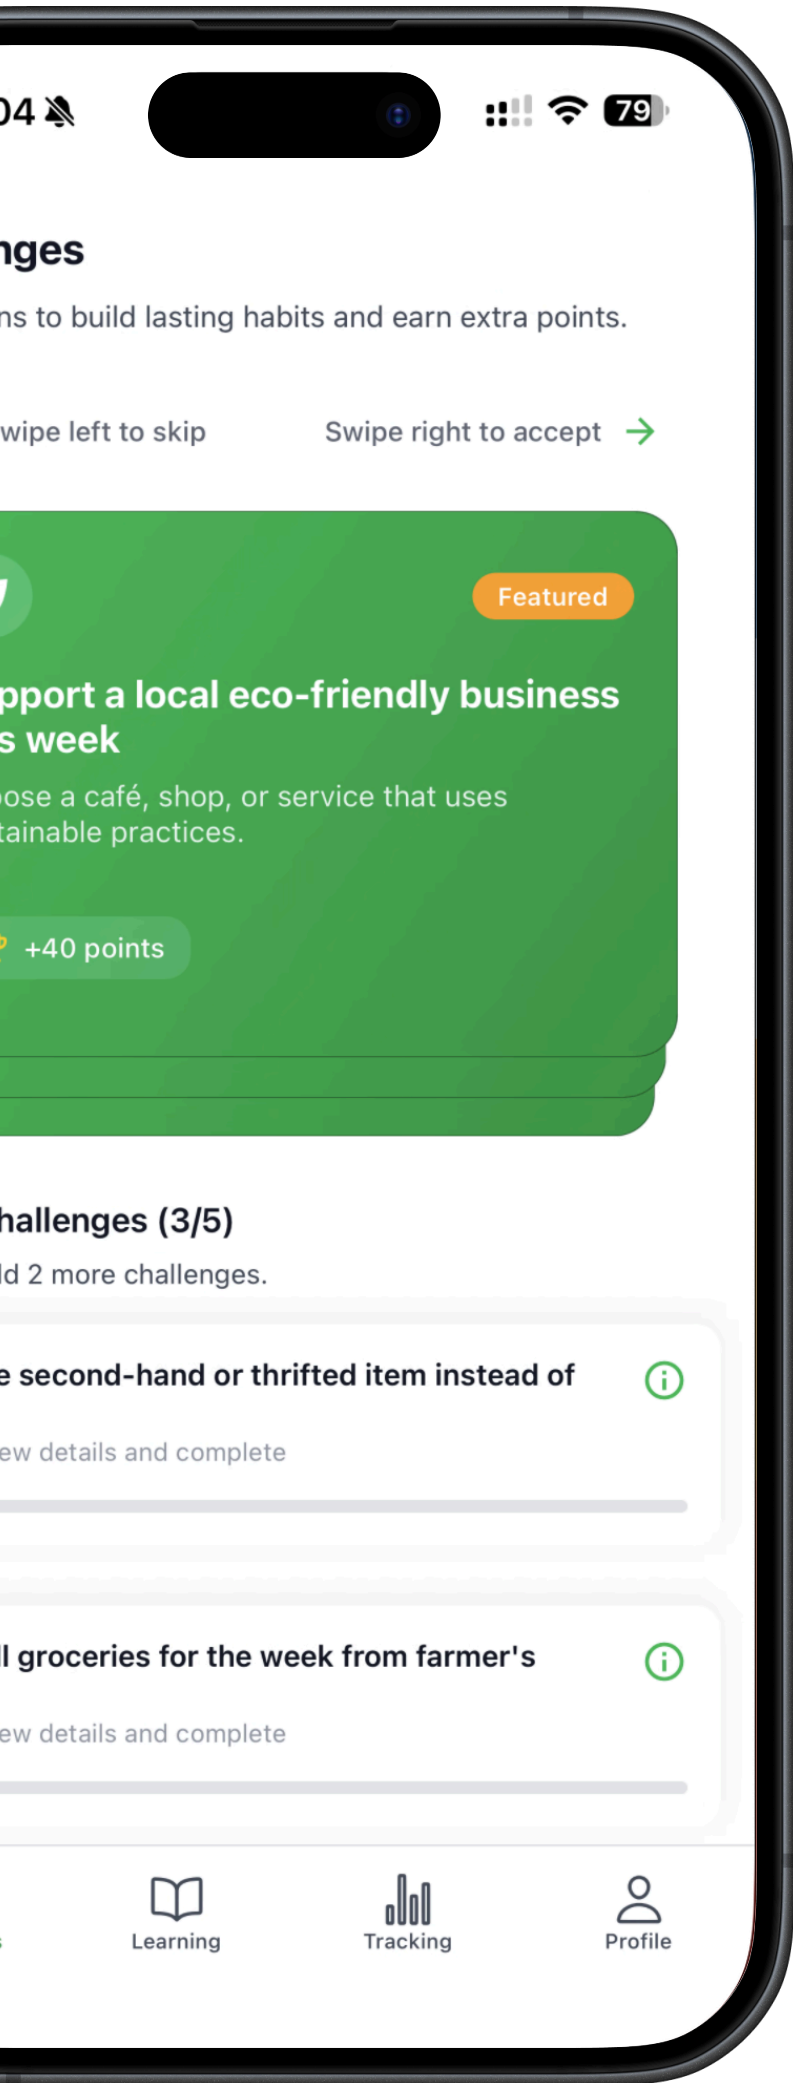 04 79
nges
ns to build lasting habits and earn extra points.
wipe left to skip Swipe right to accept
Featured
pport a local eco-friendly business
s week
oose a café, shop, or service that uses
tainable practices.
+40 points
hallenges (3/5)
ld 2 more challenges.
e second-hand or thrifted item instead of
ew details and complete
ll groceries for the week from farmer's
ew details and complete
s Learning Tracking Profile